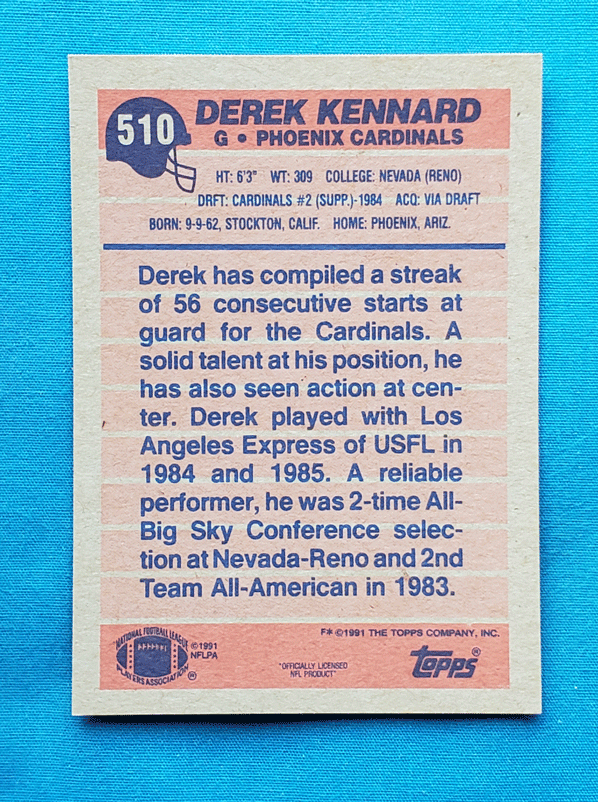 510
DEREK KENNARD
G • PHOENIX CARDINALS
HT: 6'3" WT: 309 COLLEGE: NEVADA (RENO)
DRFT: CARDINALS #2 (SUPP.)-1984 ACQ: VIA DRAFT
BORN: 9-9-62, STOCKTON, CALIF. HOME: PHOENIX, ARIZ.
Derek has compiled a streak
of 56 consecutive starts at
guard for the Cardinals. A
solid talent at his position, he
has also seen action at cen-
ter. Derek played with Los
Angeles Express of USFL in
1984 and 1985. A reliable
performer, he was 2-time All-
Big Sky Conference selec-
tion at Nevada-Reno and 2nd
Team All-American in 1983.
NATIONAL FOOTBALL LEAGUE
PLAYERS ASSOCIATION
®
©1991
NFLPA
"OFFICIALLY LICENSED
NFL PRODUCT"
F* ©1991 THE TOPPS COMPANY, INC.
topps®